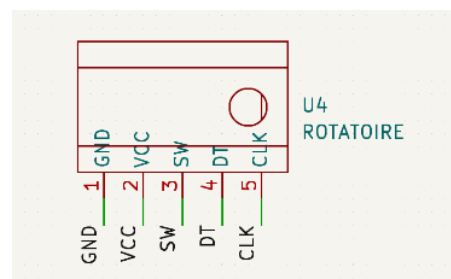 U4
ROTATOIRE
GND
VCC
SW
DT
CLK
1
2
3
4
5
GND
VCC
SW
DT
CLK